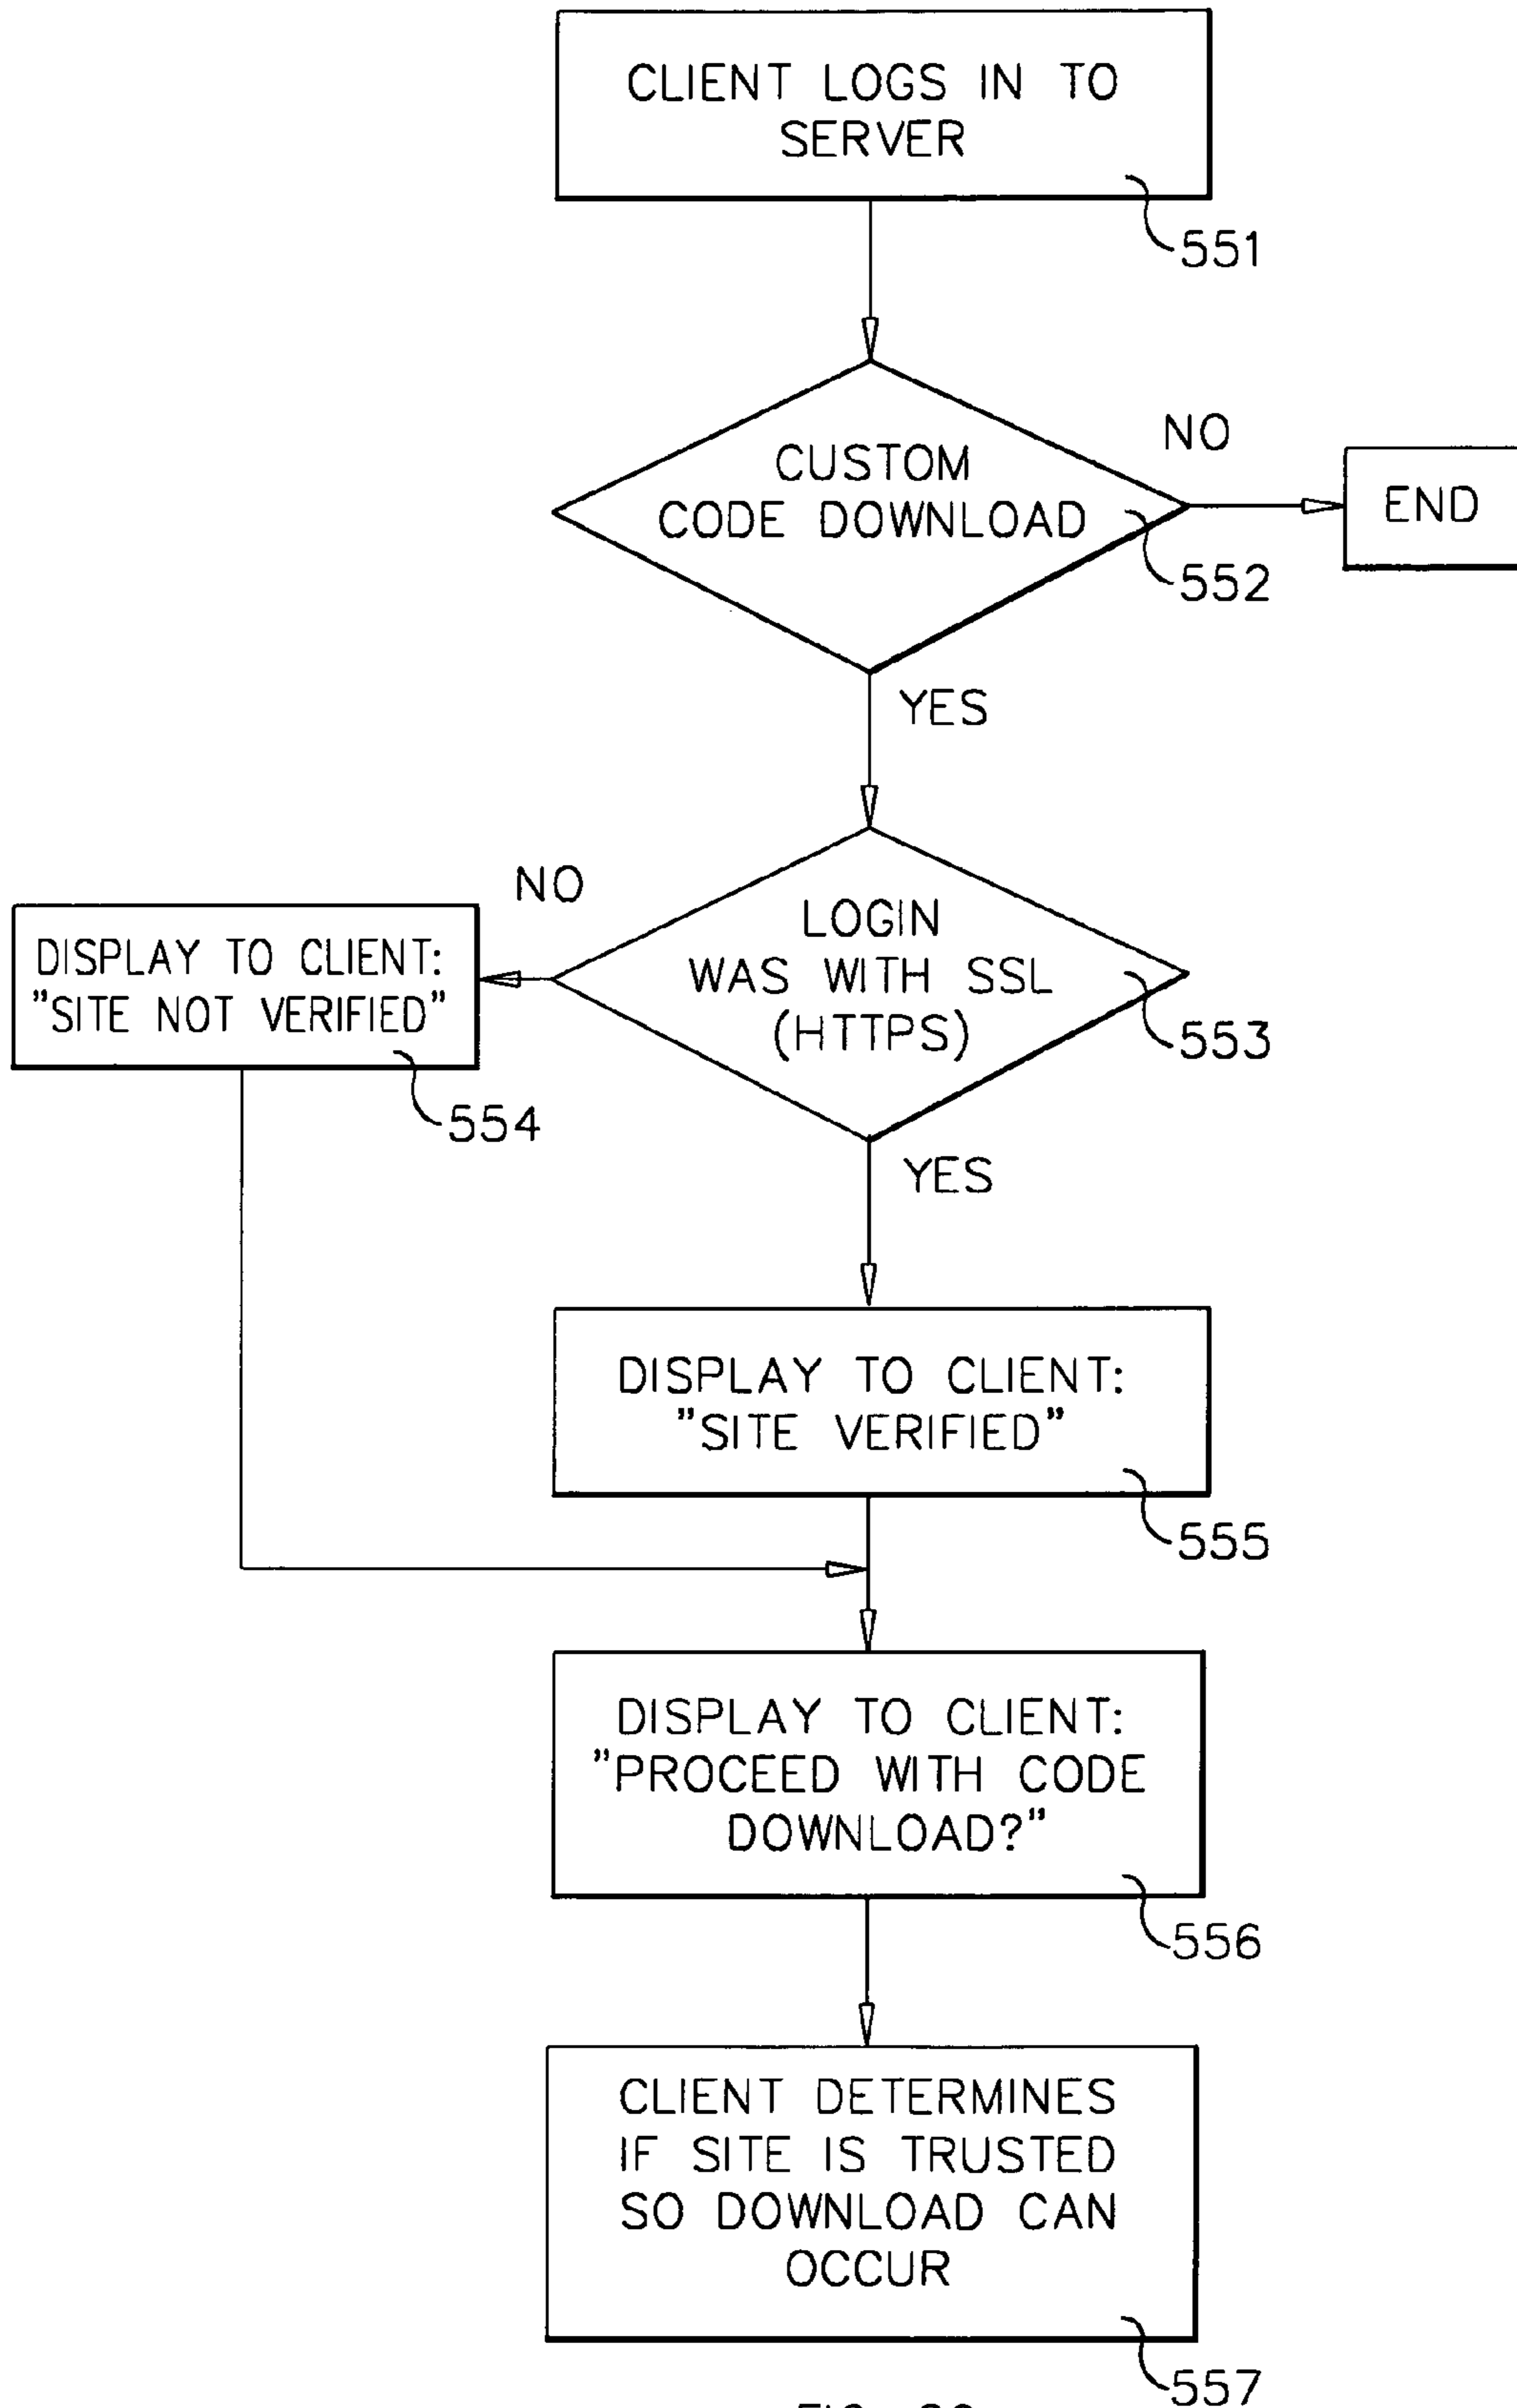 CLIENT LOGS IN TO
SERVER
551
CUSTOM
CODE DOWNLOAD
552
NO
END
YES
LOGIN
WAS WITH SSL
(HTTPS)
553
NO
DISPLAY TO CLIENT:
"SITE NOT VERIFIED"
554
YES
DISPLAY TO CLIENT:
"SITE VERIFIED"
555
DISPLAY TO CLIENT:
"PROCEED WITH CODE
DOWNLOAD?"
556
CLIENT DETERMINES
IF SITE IS TRUSTED
SO DOWNLOAD CAN
OCCUR
557